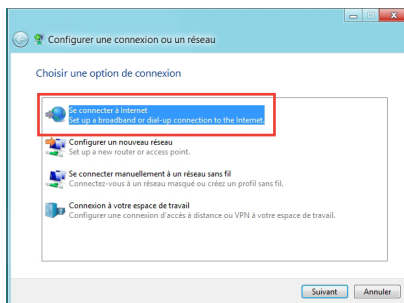 Configurer une connexion ou un réseau
Choisir une option de connexion
Se connecter à Internet
Set up a broadband or dial-up connection to the Internet.
Configurer un nouveau réseau
Set up a new router or access point.
Se connecter manuellement à un réseau sans fil
Connectez-vous à un réseau masqué ou créez un profil sans fil.
Connexion à votre espace de travail
Configurer une connexion d'accès à distance ou VPN à votre espace de travail.
Suivant Annuler